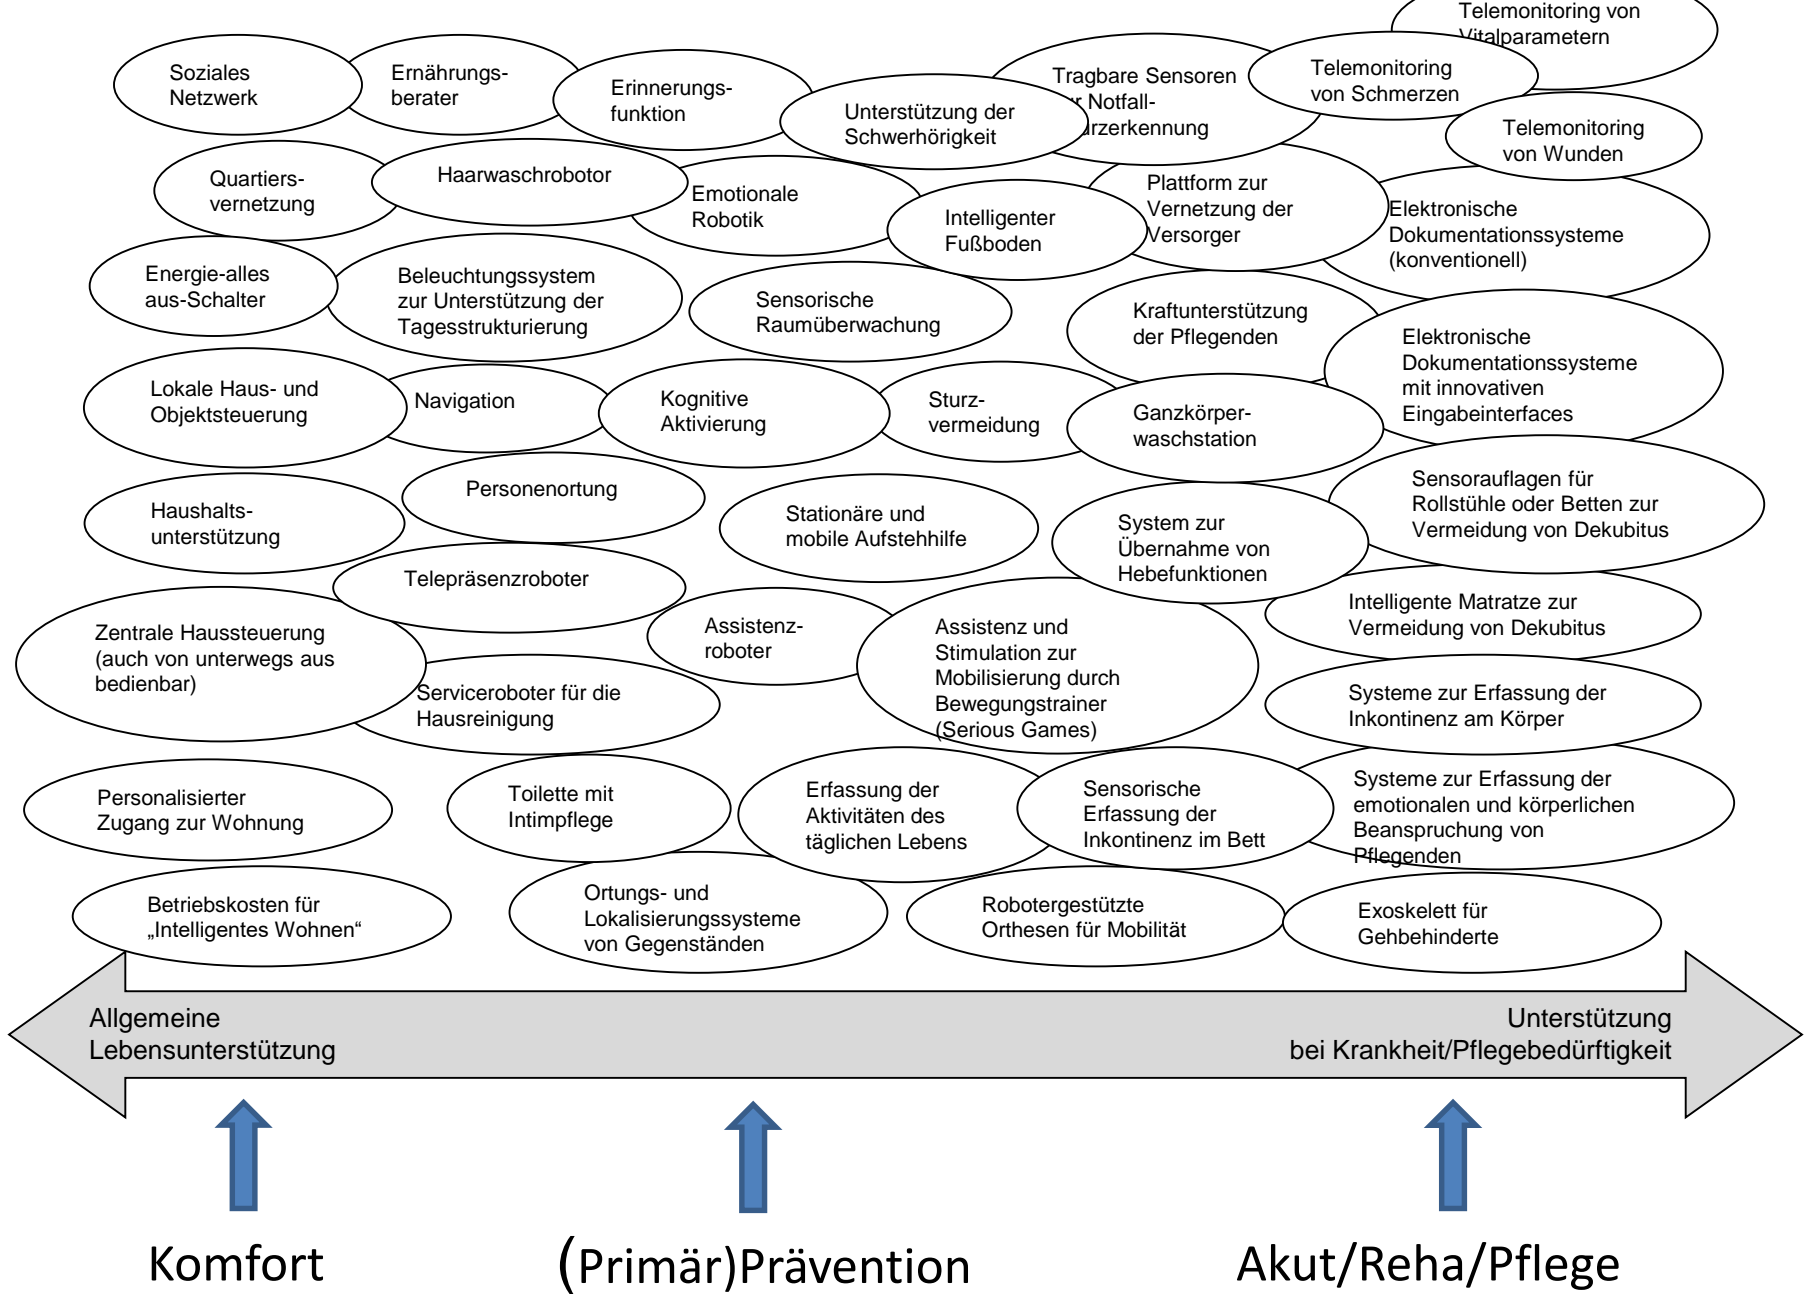 Telemonitoring von
Vitalparametern
Soziales
Netzwerk
Ernährungs-
berater
Erinnerungs-
funktion
Unterstützung der
Schwerhörigkeit
Tragbare Sensoren
Notfall-
Telemonitoring
von Schmerzen
Telemonitoring
von Wunden
Quartiers-
vernetzung
Haarwaschrobotor
Emotionale
Robotik
Intelligenter
Fußboden
Plattform zur
Vernetzung der
Versorger
Elektronische
Dokumentationssysteme
(konventionell)
Energie-alles
aus-Schalter
Beleuchtungssystem
zur Unterstützung der
Tagesstrukturierung
Sensorische
Raumüberwachung
Kraftunterstützung
der Pflegenden
Elektronische
Dokumentationssysteme
mit innovativen
Eingabeinterfaces
Lokale Haus- und
Objektsteuerung
Navigation
Kognitive
Aktivierung
Sturz-
vermeidung
Ganzkörper-
waschstation
Haushalts-
unterstützung
Personenortung
Stationäre und
mobile Aufstehhilfe
System zur
Übernahme von
Hebefunktionen
Sensorauflagen für
Rollstühle oder Betten zur
Vermeidung von Dekubitus
Telepräsenzroboter
Zentrale Haussteuerung
(auch von unterwegs aus
bedienbar)
Assistenz-
roboter
Assistenz und
Stimulation zur
Mobilisierung durch
Bewegungstrainer
(Serious Games)
Intelligente Matratze zur
Vermeidung von Dekubitus
Serviceroboter für die
Hausreinigung
Systeme zur Erfassung der
Inkontinenz am Körper
Personalisierter
Zugang zur Wohnung
Toilette mit
Intimpflege
Erfassung der
Aktivitäten des
täglichen Lebens
Sensorische
Erfassung der
Inkontinenz im Bett
Systeme zur Erfassung der
emotionalen und körperlichen
Beanspruchung von
Pflegenden
Betriebskosten für
„Intelligentes Wohnen“
Ortungs- und
Lokalisierungssysteme
von Gegenständen
Robotergestützte
Orthesen für Mobilität
Exoskelett für
Gehbehinderte
Allgemeine
Lebensunterstützung
Unterstützung
bei Krankheit/Pflegebedürftigkeit
Komfort
(Primär)Prävention
Akut/Reha/Pflege